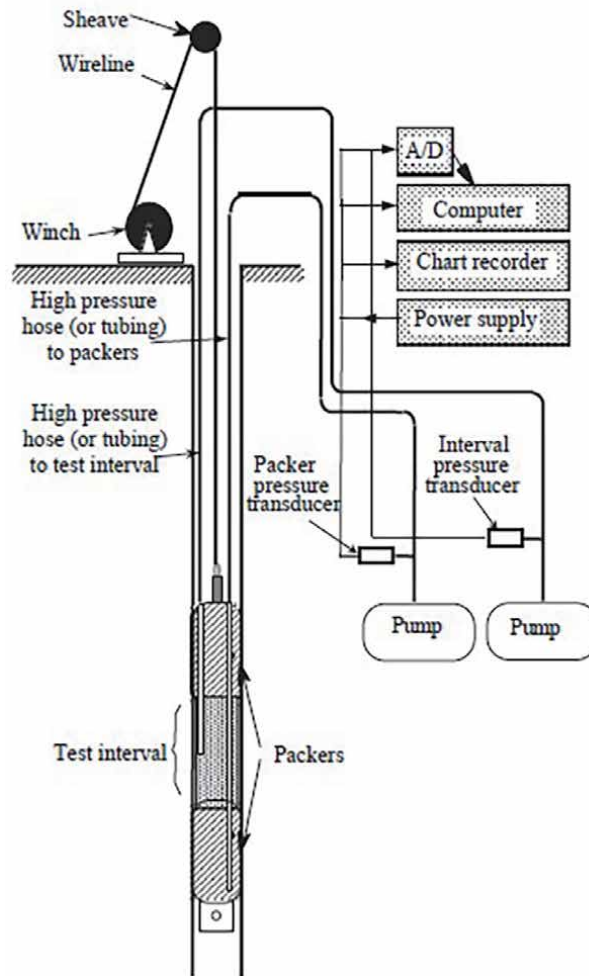 Sheave
Wireline
A/D
Computer
Winch
Chart recorder
High pressure
hose (or tubing)
to packers
Power supply
High pressure
hose (or tubing)
to test interval
Interval
pressure
transducer
Packer
pressure
transducer
Pump
Pump
Test interval
Packers